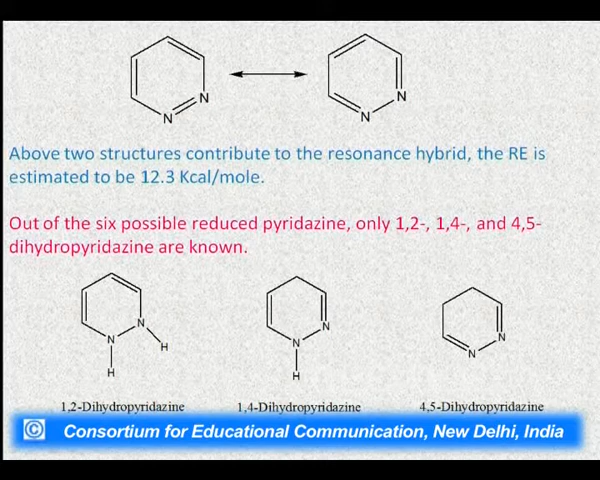 N
N
N
N
Above two structures contribute to the resonance hybrid, the RE is
estimated to be 12.3 Kcal/mole.
Out of the six possible reduced pyridazine, only 1,2-, 1,4-, and 4,5-
dihydropyridazine are known.
N
N
H
H
N
N
H
N
N
1,2-Dihydropyridazine 1,4-Dihydropyridazine 4,5-Dihydropyridazine
© Consortium for Educational Communication, New Delhi, India